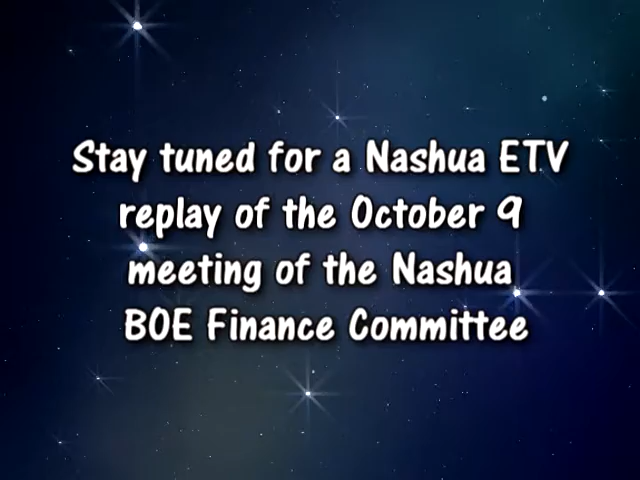 Stay tuned for a Nashua ETV
replay of the October 9
meeting of the Nashua
BOE Finance Committee